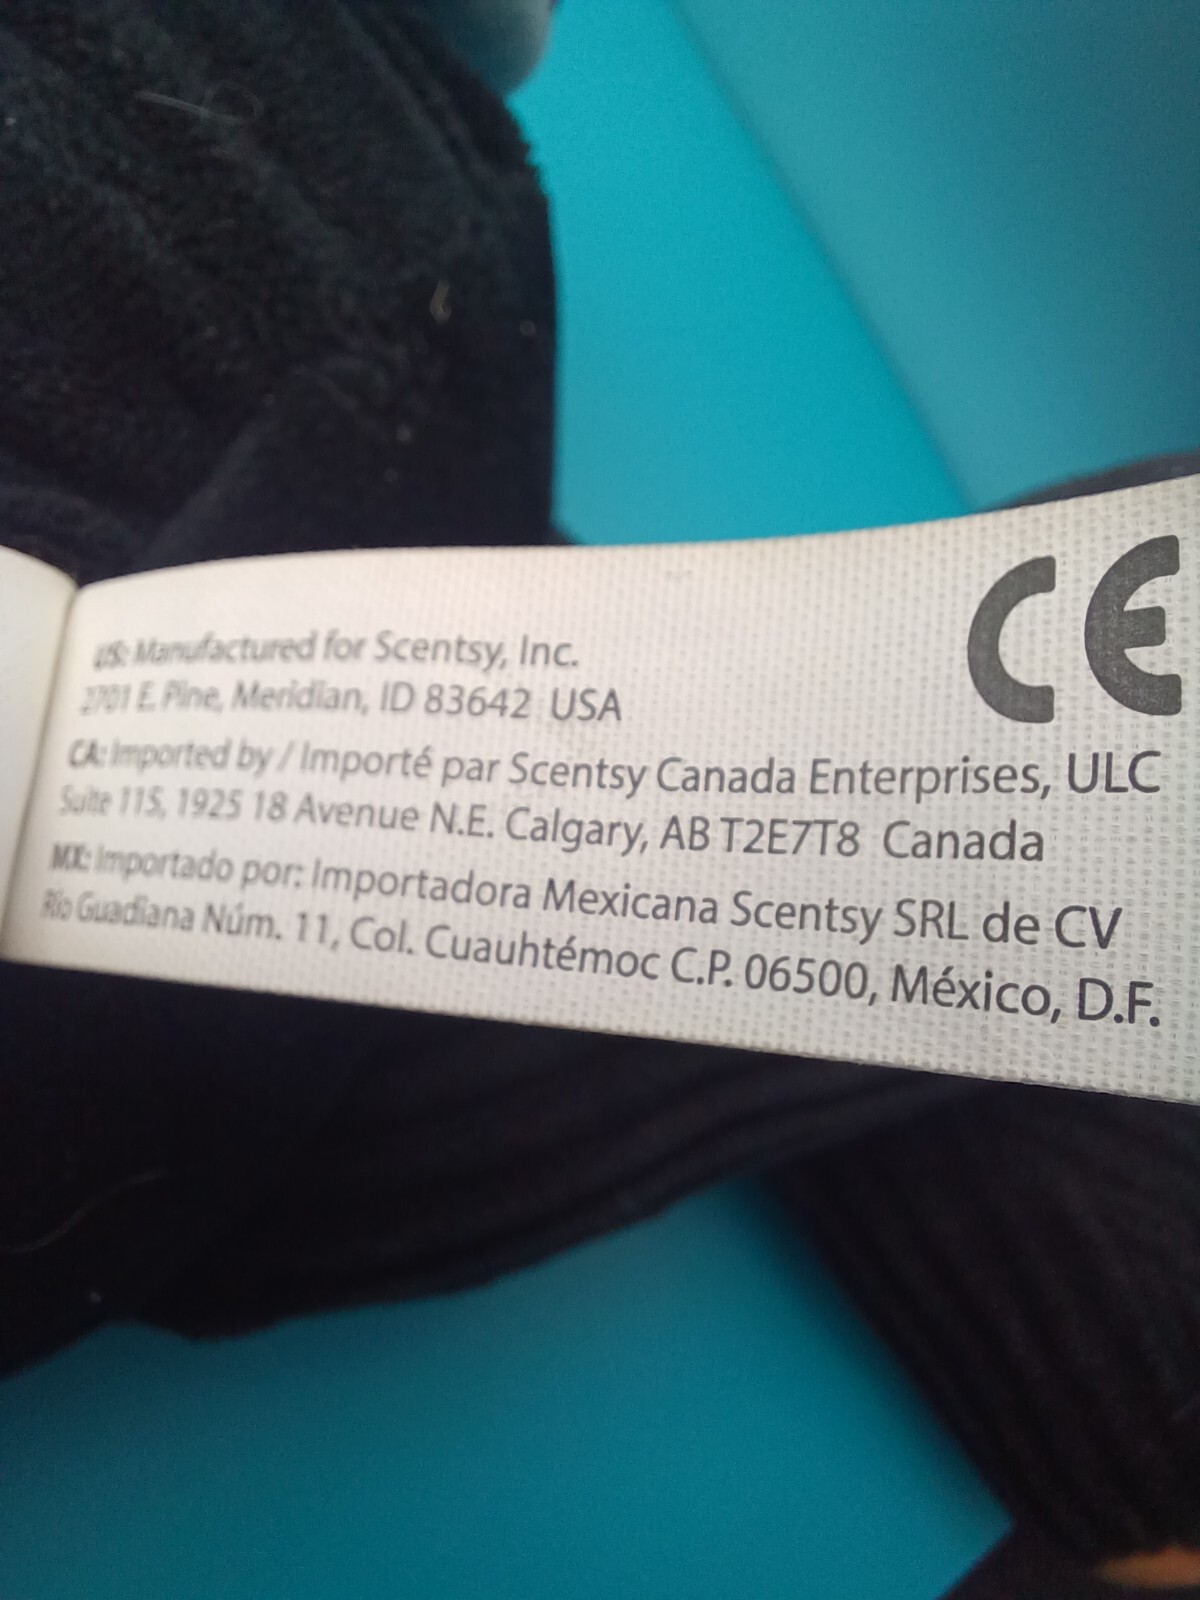 CE
US: Manufactured for Scentsy, Inc.
2701 E. Pine, Meridian, ID 83642 USA
CA: Imported by / Importé par Scentsy Canada Enterprises, ULC
Suite 115, 1925 18 Avenue N.E. Calgary, AB T2E7T8 Canada
MX: Importado por: Importadora Mexicana Scentsy SRL de CV
Río Guadiana Núm. 11, Col. Cuauhtémoc C.P. 06500, México, D.F.